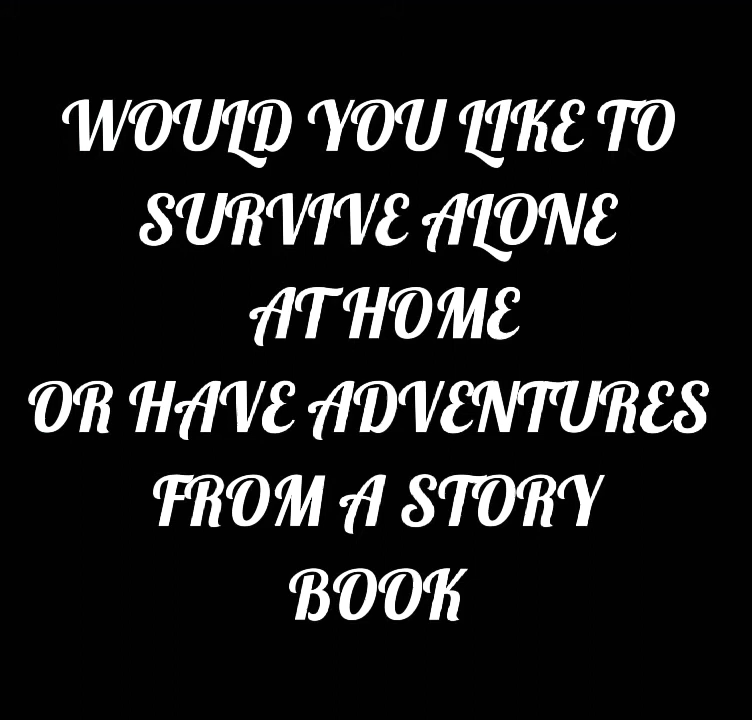 WOULD YOU LIKE TO
SURVIVE ALONE
AT HOME
OR HAVE ADVENTURES
FROM A STORY
BOOK